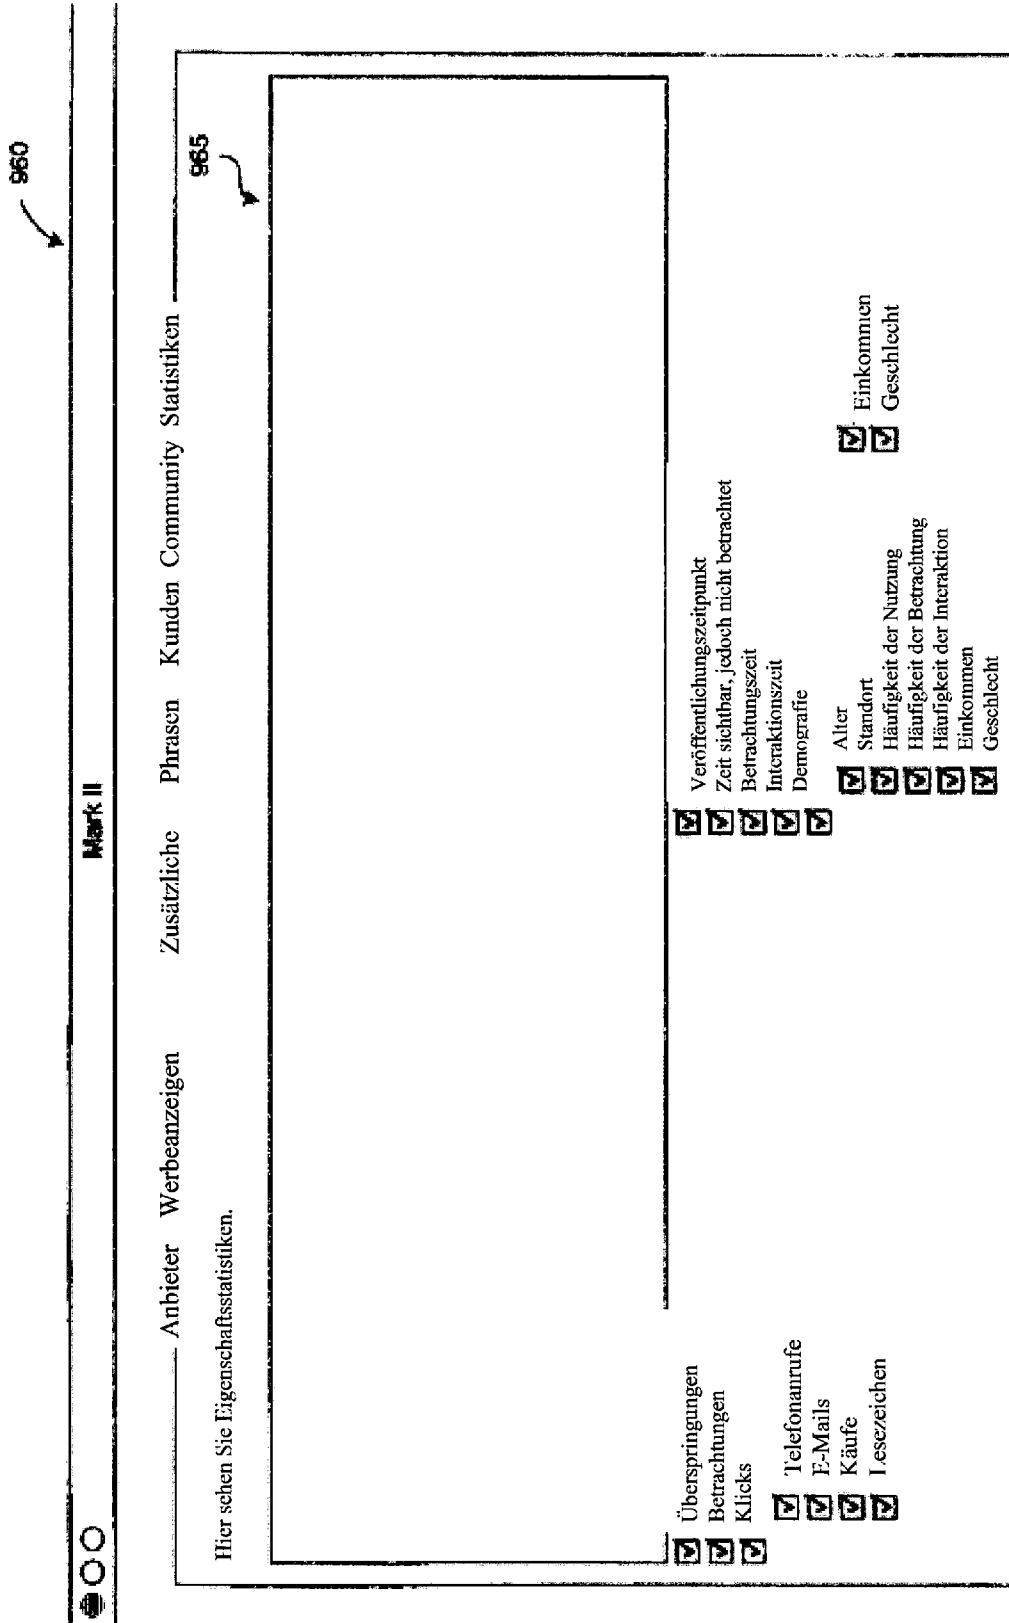 960
Mark II
Anbieter Werbeanzeigen Zusätzliche Phrasen Kunden Community Statistiken
965
Hier sehen Sie Eigenschaftsstatistiken.
Überspringungen
Betrachtungen
Klicks
Telefonanrufe
E-Mails
Käufe
Lesezeichen
Veröffentlichungszeitpunkt
Zeit sichtbar, jedoch nicht betrachtet
Betrachtungszeit
Interaktionszeit
Demografie
Alter
Standort
Häufigkeit der Nutzung
Häufigkeit der Betrachtung
Häufigkeit der Interaktion
Einkommen
Geschlecht
Einkommen
Geschlecht